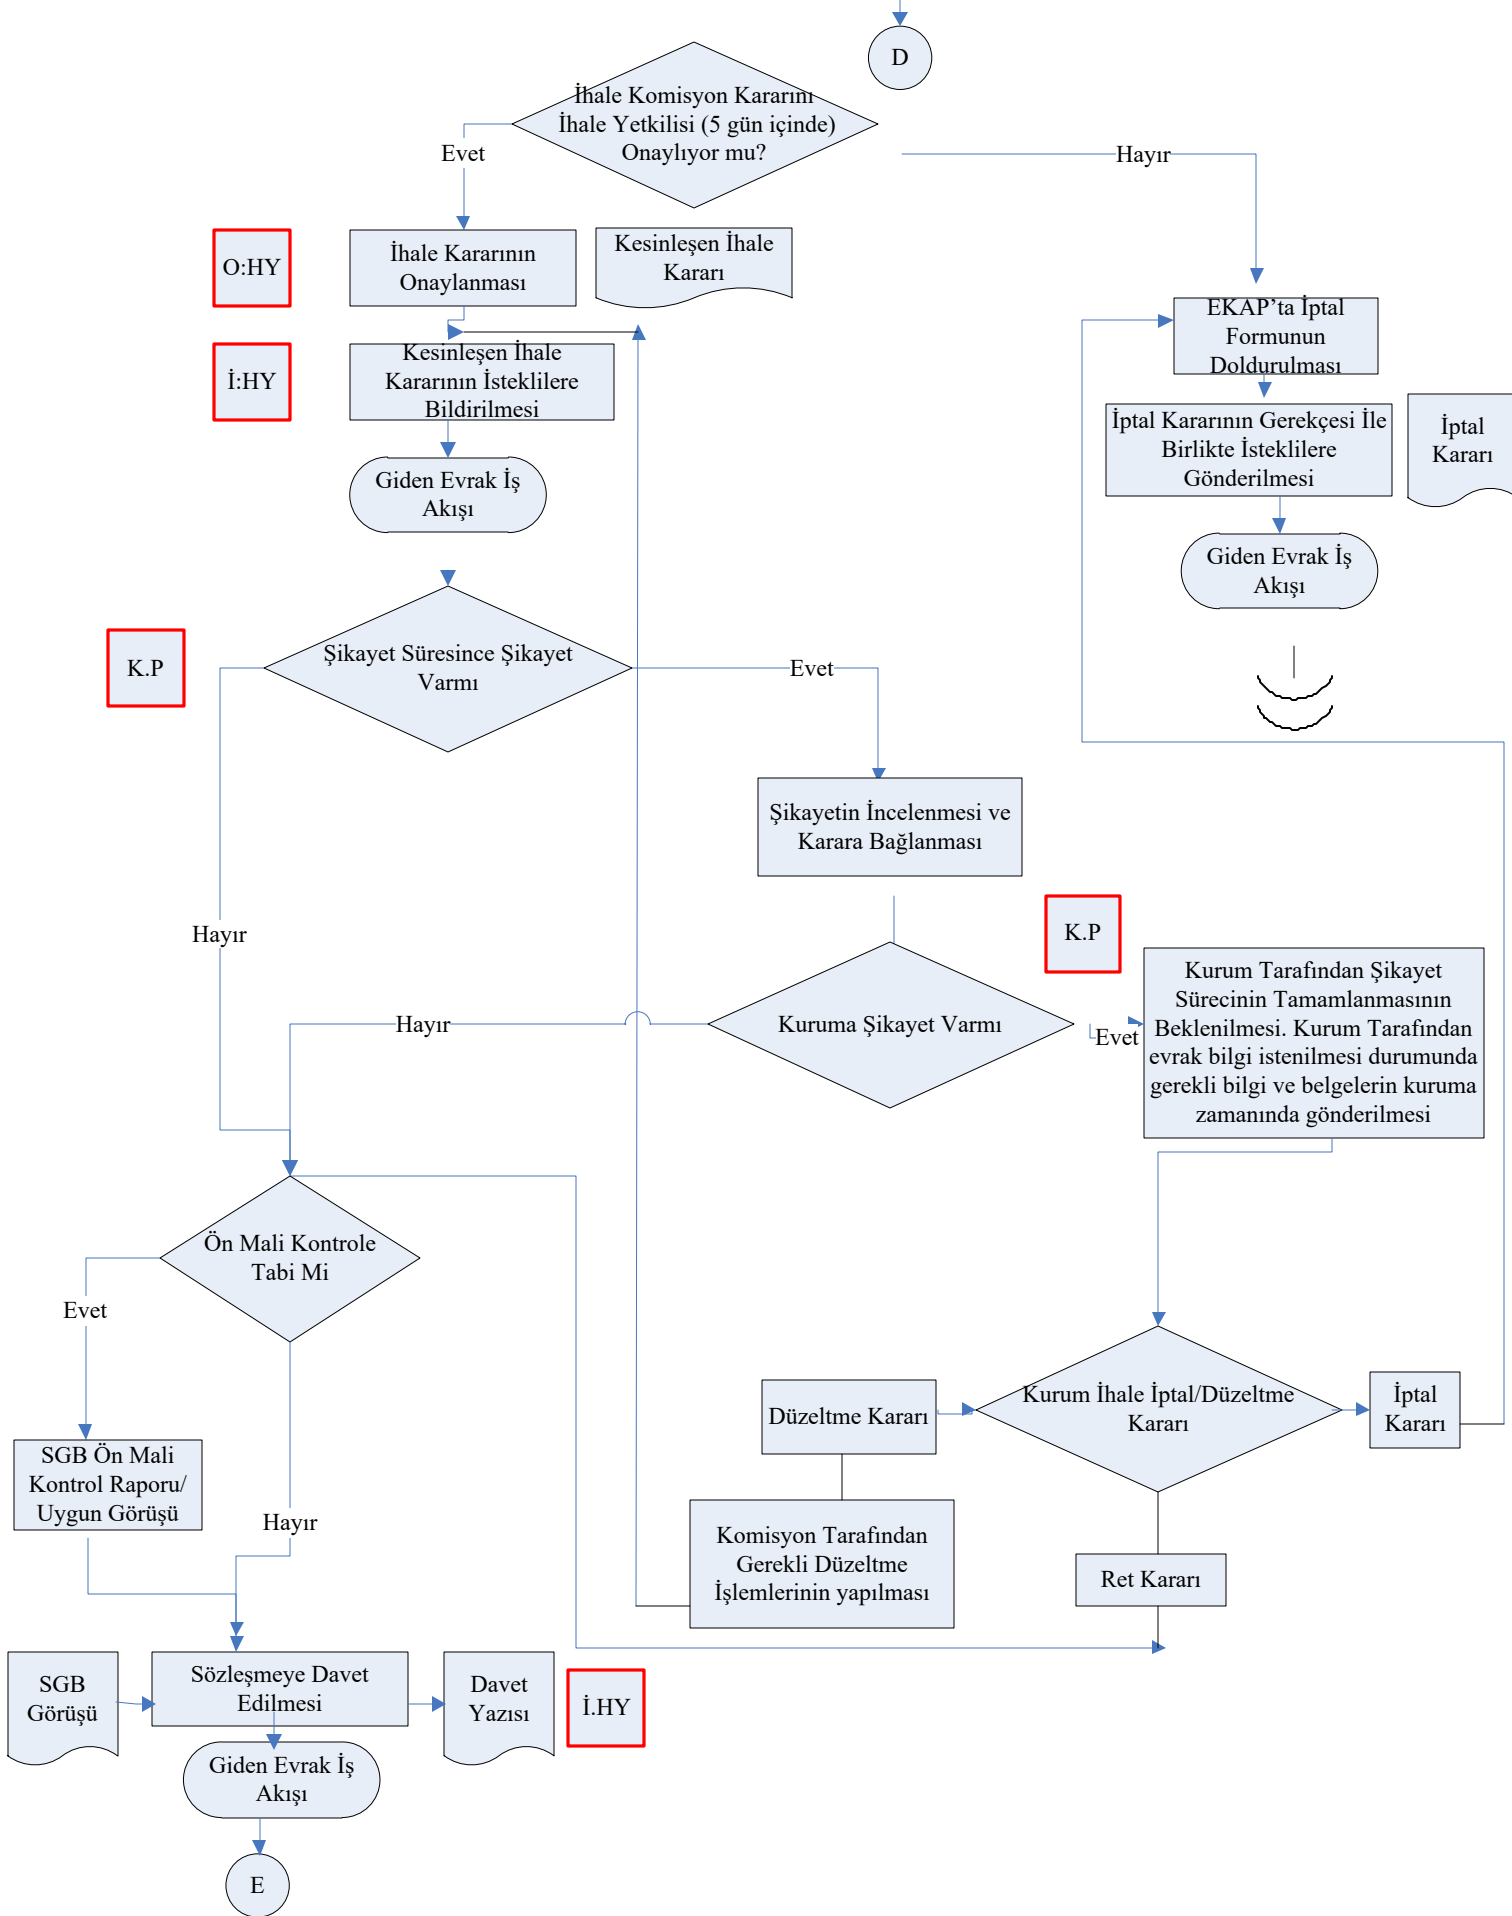 D
İhale Komisyon Kararını
İhale Yetkilisi (5 gün içinde)
Onaylıyor mu?
Evet
Hayır
O:HY
İhale Kararının
Onaylanması
Kesinleşen İhale
Kararı
EKAP’ta İptal
Formunun
Doldurulması
İ:HY
Kesinleşen İhale
Kararının İsteklilere
Bildirilmesi
İptal Kararının Gerekçesi İle
Birlikte İsteklilere
Gönderilmesi
İptal
Kararı
Giden Evrak İş
Akışı
Giden Evrak İş
Akışı
K.P
Şikayet Süresince Şikayet
Varmı
Evet
Şikayetin İncelenmesi ve
Karara Bağlanması
Hayır
K.P
Kurum Tarafından Şikayet
Sürecinin Tamamlanmasının
Beklenilmesi. Kurum Tarafından
evrak bilgi istenilmesi durumunda
gerekli bilgi ve belgelerin kuruma
zamanında gönderilmesi
Hayır
Kuruma Şikayet Varmı
Evet
Ön Mali Kontrole
Tabi Mi
Evet
Düzeltme Kararı
Kurum İhale İptal/Düzeltme
Kararı
İptal
Kararı
SGB Ön Mali
Kontrol Raporu/
Uygun Görüşü
Hayır
Komisyon Tarafından
Gerekli Düzeltme
İşlemlerinin yapılması
Ret Kararı
SGB
Görüşü
Sözleşmeye Davet
Edilmesi
Davet
Yazısı
İ.HY
Giden Evrak İş
Akışı
E